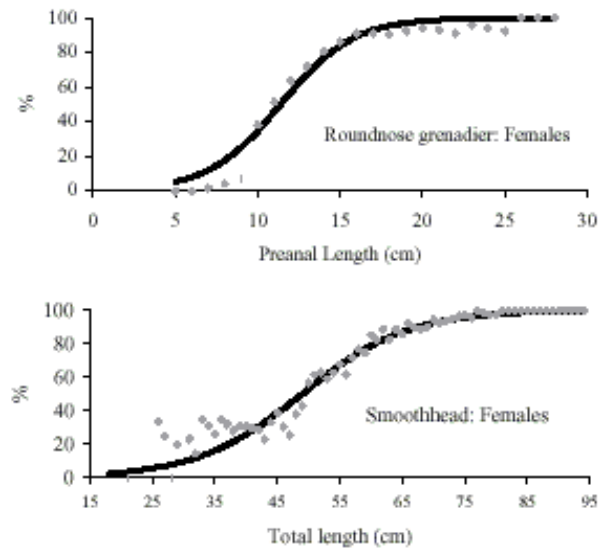 100
80
60
40
20
0
%
Roundnose grenadier: Females
0 5 10 15 20 25 30
Preanal Length (cm)
100
80
60
40
20
0
%
Smoothhead: Females
15 25 35 45 55 65 75 85 95
Total length (cm)